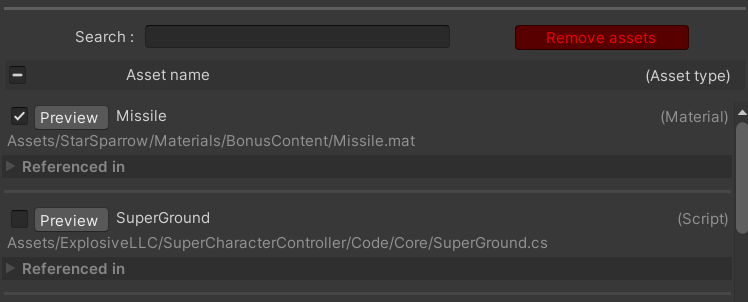 Search :
Remove assets
Asset name (Asset type)
Preview Missile (Material)
Assets/StarSparrow/Materials/BonusContent/Missile.mat
Referenced in
Preview SuperGround (Script)
Assets/ExplosiveLLC/SuperCharacterController/Code/Core/SuperGround.cs
Referenced in